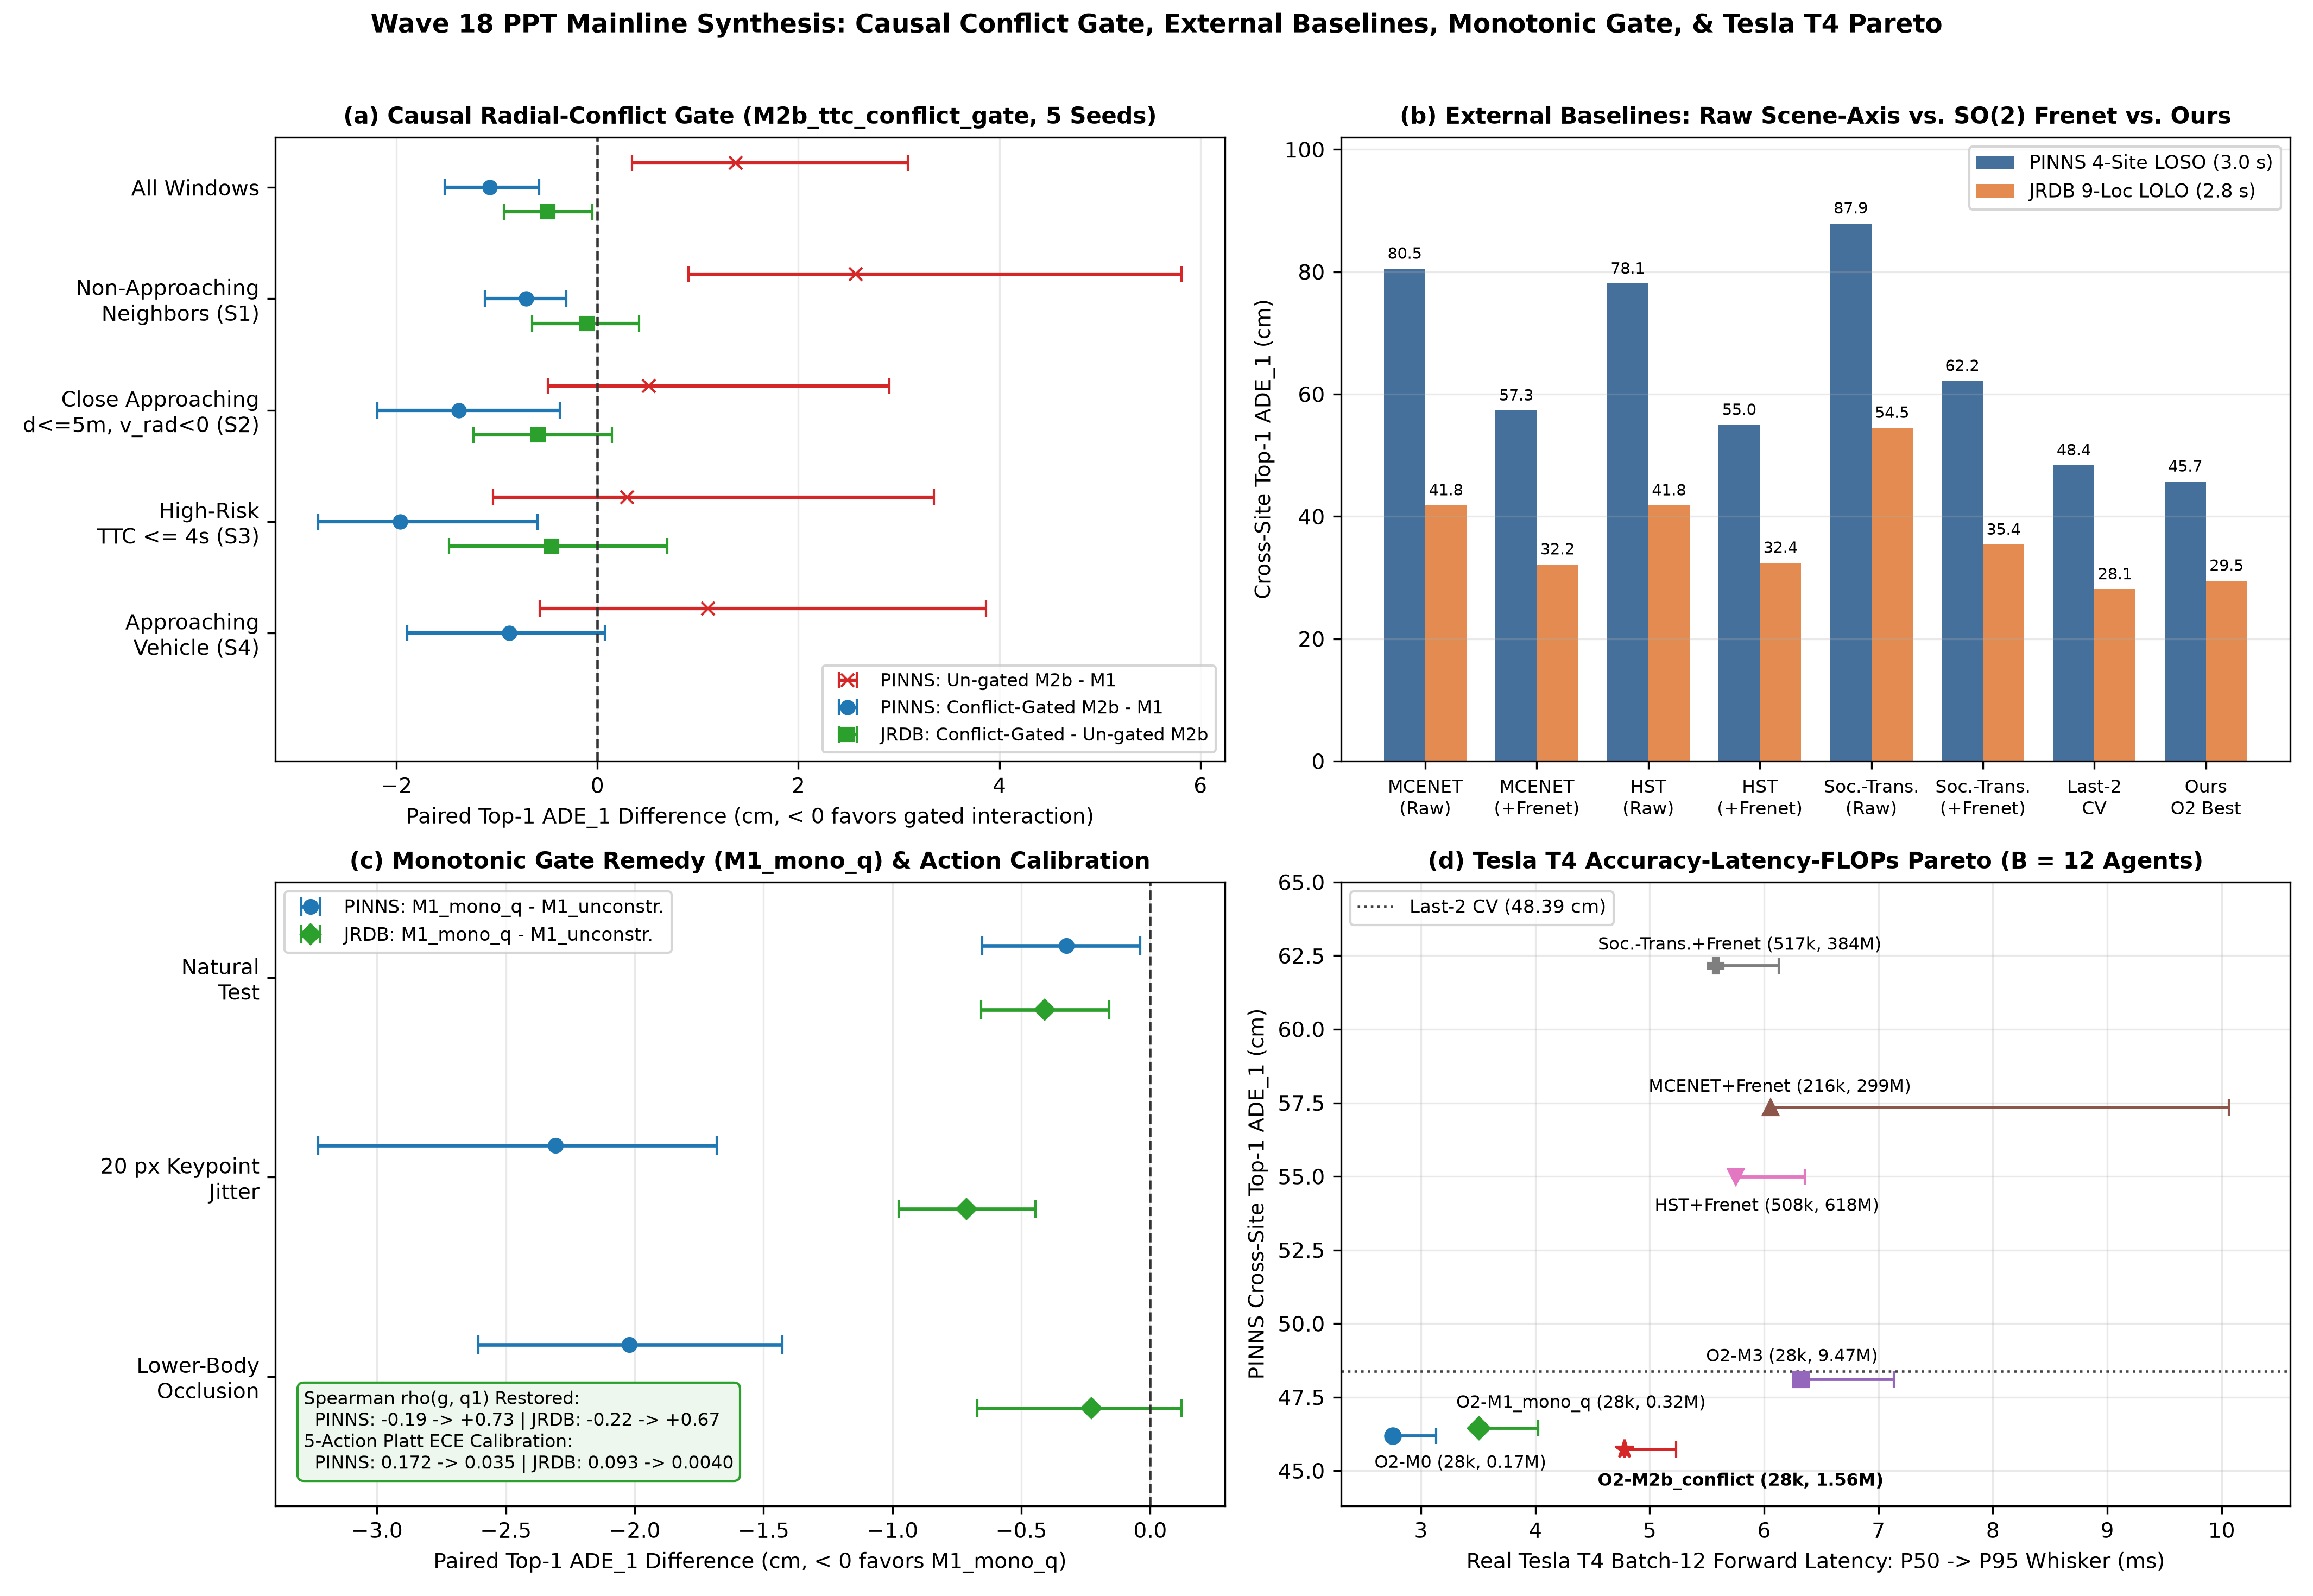 Wave 18 PPT Mainline Synthesis: Causal Conflict Gate, External Baselines, Monotonic Gate, & Tesla T4 Pareto
(a) Causal Radial-Conflict Gate (M2b_ttc_conflict_gate, 5 Seeds)
All Windows
Non-Approaching
Neighbors (S1)
Close Approaching
d<=5m, v_rad<0 (S2)
High-Risk
TTC <= 4s (S3)
Approaching
Vehicle (S4)
PINNS: Un-gated M2b - M1
PINNS: Conflict-Gated M2b - M1
JRDB: Conflict-Gated - Un-gated M2b
−2 0 2 4 6
Paired Top-1 ADE_1 Difference (cm, < 0 favors gated interaction)
(b) External Baselines: Raw Scene-Axis vs. SO(2) Frenet vs. Ours
PINNS 4-Site LOSO (3.0 s)
JRDB 9-Loc LOLO (2.8 s)
Cross-Site Top-1 ADE_1 (cm)
100
80
60
40
20
0
80.5 41.8
57.3 32.2
78.1 41.8
55.0 32.4
87.9 54.5
62.2 35.4
48.4 28.1
45.7 29.5
MCENET
(Raw)
MCENET
(+Frenet)
HST
(Raw)
HST
(+Frenet)
Soc.-Trans.
(Raw)
Soc.-Trans.
(+Frenet)
Last-2
CV
Ours
O2 Best
(c) Monotonic Gate Remedy (M1_mono_q) & Action Calibration
PINNS: M1_mono_q - M1_unconstr.
JRDB: M1_mono_q - M1_unconstr.
Natural
Test
20 px Keypoint
Jitter
Lower-Body
Occlusion
Spearman rho(g, q1) Restored:
PINNS: -0.19 -> +0.73 | JRDB: -0.22 -> +0.67
5-Action Platt ECE Calibration:
PINNS: 0.172 -> 0.035 | JRDB: 0.093 -> 0.0040
−3.0 −2.5 −2.0 −1.5 −1.0 −0.5 0.0
Paired Top-1 ADE_1 Difference (cm, < 0 favors M1_mono_q)
(d) Tesla T4 Accuracy-Latency-FLOPs Pareto (B = 12 Agents)
Last-2 CV (48.39 cm)
PINNS Cross-Site Top-1 ADE_1 (cm)
65.0
62.5
60.0
57.5
55.0
52.5
50.0
47.5
45.0
Soc.-Trans.+Frenet (517k, 384M)
MCENET+Frenet (216k, 299M)
HST+Frenet (508k, 618M)
O2-M3 (28k, 9.47M)
O2-M1_mono_q (28k, 0.32M)
O2-M0 (28k, 0.17M)
O2-M2b_conflict (28k, 1.56M)
3 4 5 6 7 8 9 10
Real Tesla T4 Batch-12 Forward Latency: P50 -> P95 Whisker (ms)